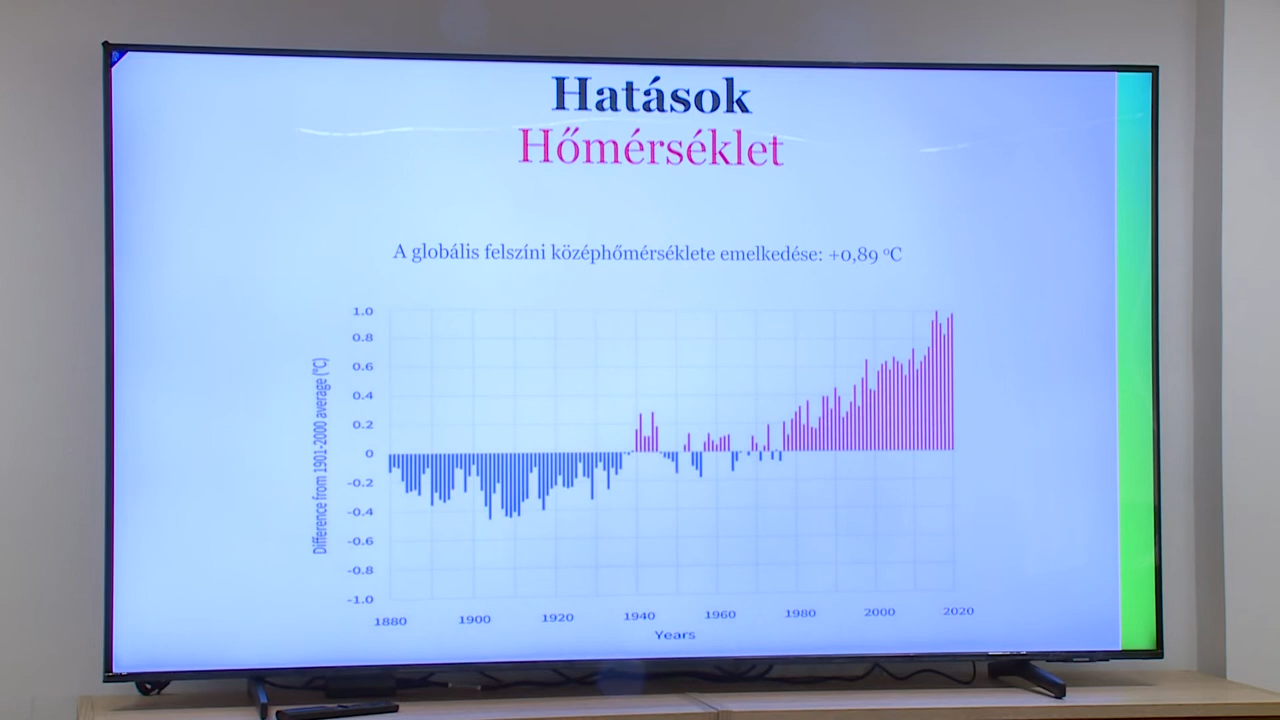 Hatások
Hőmérséklet
A globális felszíni középhőmérséklete emelkedése: +0,89 °C
Difference from 1901-2000 average (°C)
1.0
0.8
0.6
0.4
0.2
0
-0.2
-0.4
-0.6
-0.8
-1.0
1880 1900 1920 1940 1960 1980 2000 2020
Years